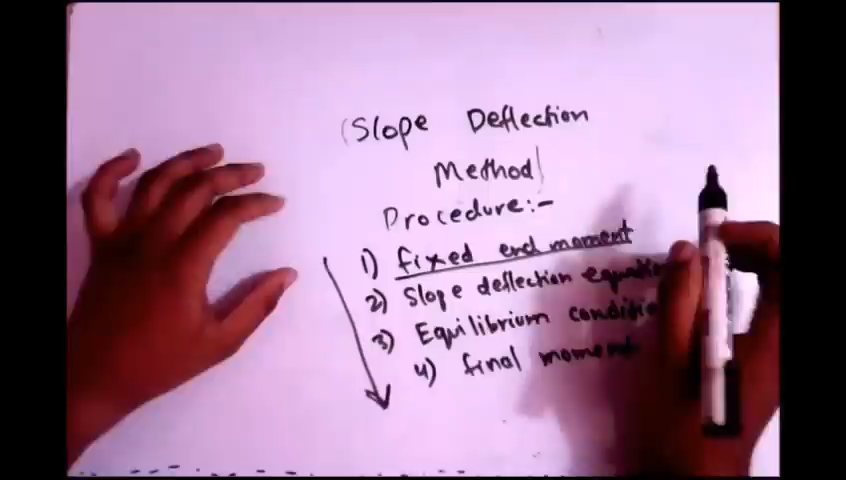 (Slope Deflection
Method)
Procedure:-
1) fixed end moment
2) Slope deflection
3) Equilibrium
4) final